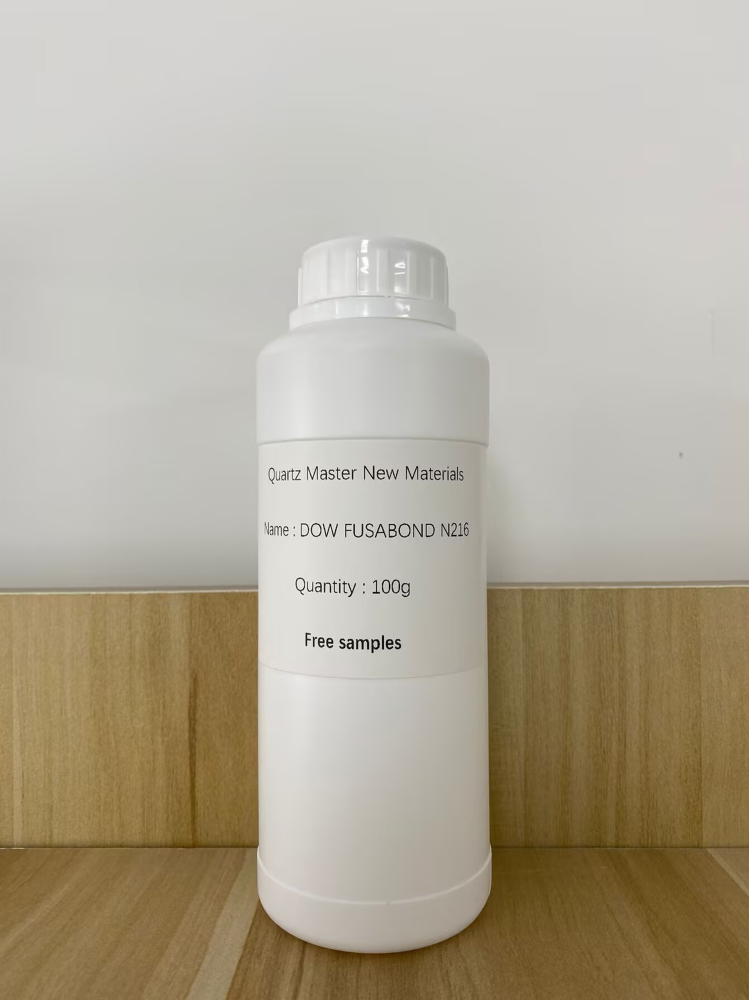 Quartz Master New Materials
Name : DOW FUSABOND N216
Quantity : 100g
Free samples